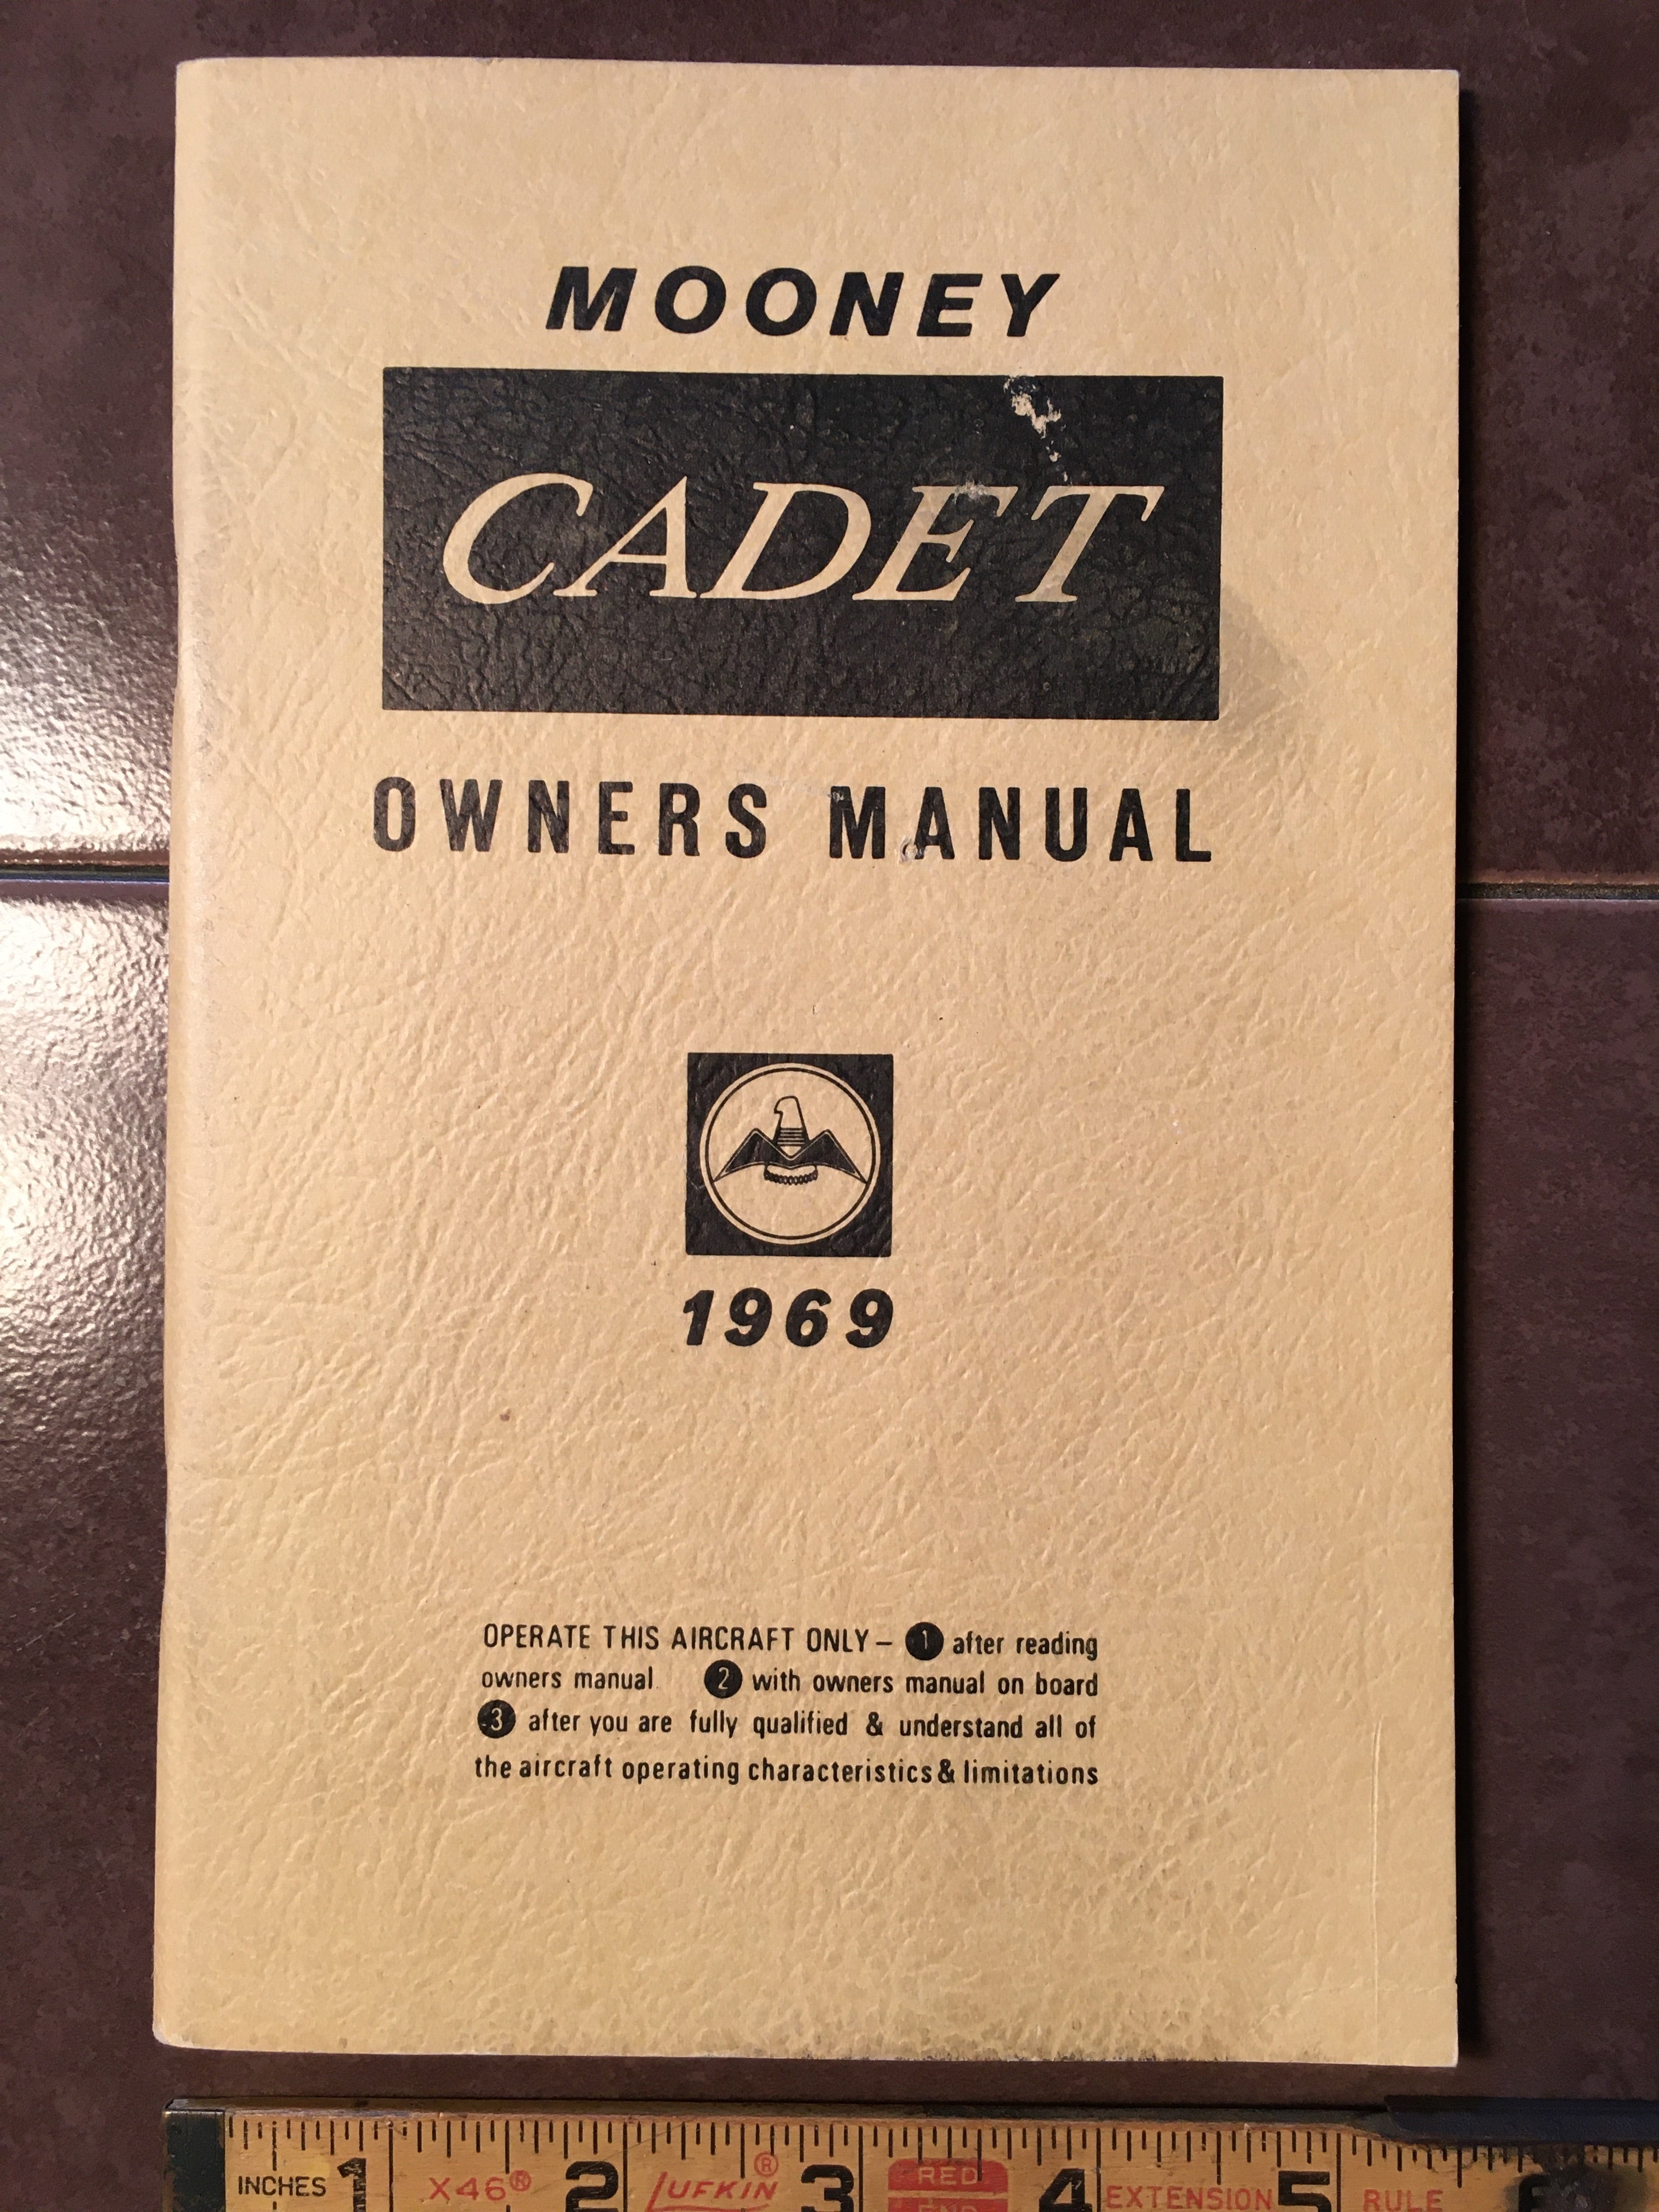 MOONEY
CADET
OWNERS MANUAL
1969
OPERATE THIS AIRCRAFT ONLY – 1 after reading
owners manual 2 with owners manual on board
3 after you are fully qualified & understand all of
the aircraft operating characteristics & limitations
INCHES 1 X46® 2 LUFKIN® 3 RED END 4 EXTENSION 5 RULE 6